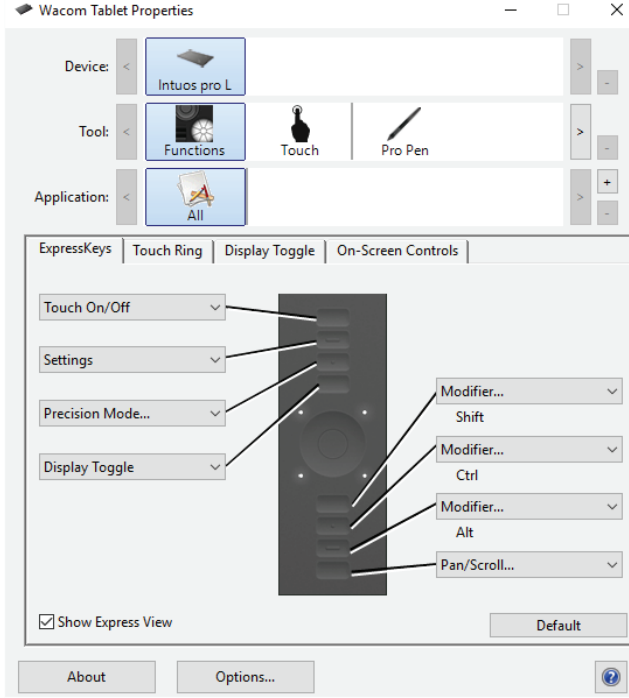 Wacom Tablet Properties
Device:
<
Intuos pro L
>
-
Tool:
<
Functions
Touch
Pro Pen
>
-
Application:
<
All
>
+
-
ExpressKeys
Touch Ring
Display Toggle
On-Screen Controls
Touch On/Off
Settings
Precision Mode...
Display Toggle
Modifier...
Shift
Modifier...
Ctrl
Modifier...
Alt
Pan/Scroll...
Show Express View
Default
About
Options...
?